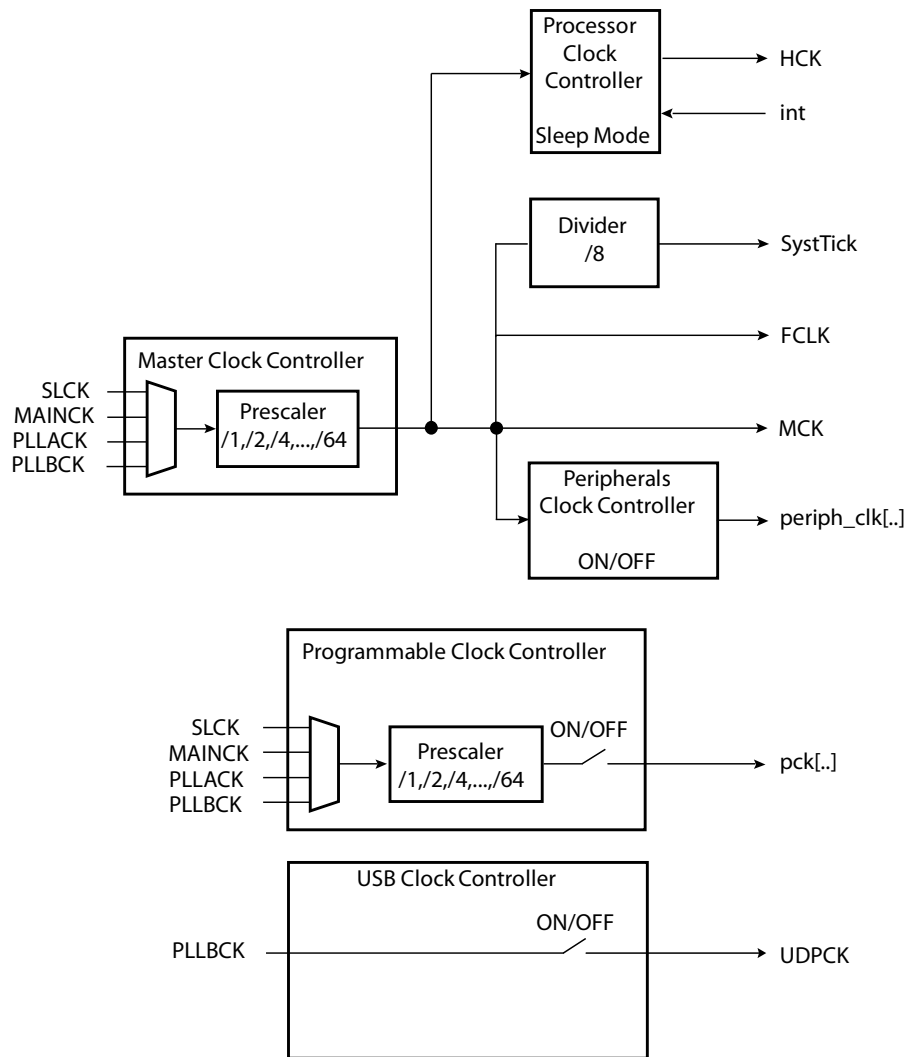 Processor
Clock
Controller
Sleep Mode
HCK
int
Divider
/8
SystTick
FCLK
Master Clock Controller
SLCK
MAINCK
PLLACK
PLLBCK
Prescaler
/1,/2,/4,...,/64
MCK
Peripherals
Clock Controller
ON/OFF
periph_clk[..]
Programmable Clock Controller
SLCK
MAINCK
PLLACK
PLLBCK
Prescaler
/1,/2,/4,...,/64
ON/OFF
pck[..]
USB Clock Controller
ON/OFF
PLLBCK
UDPCK